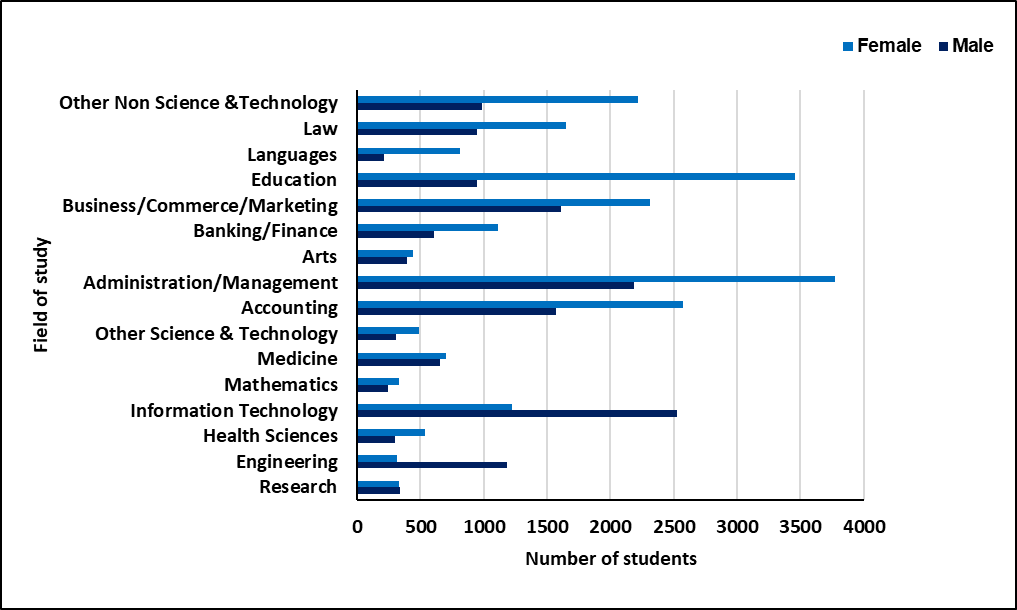 Female Male
Other Non Science &Technology
Law
Languages
Education
Business/Commerce/Marketing
Banking/Finance
Arts
Administration/Management
Accounting
Other Science & Technology
Medicine
Mathematics
Information Technology
Health Sciences
Engineering
Research
Field of study
0 500 1000 1500 2000 2500 3000 3500 4000
Number of students